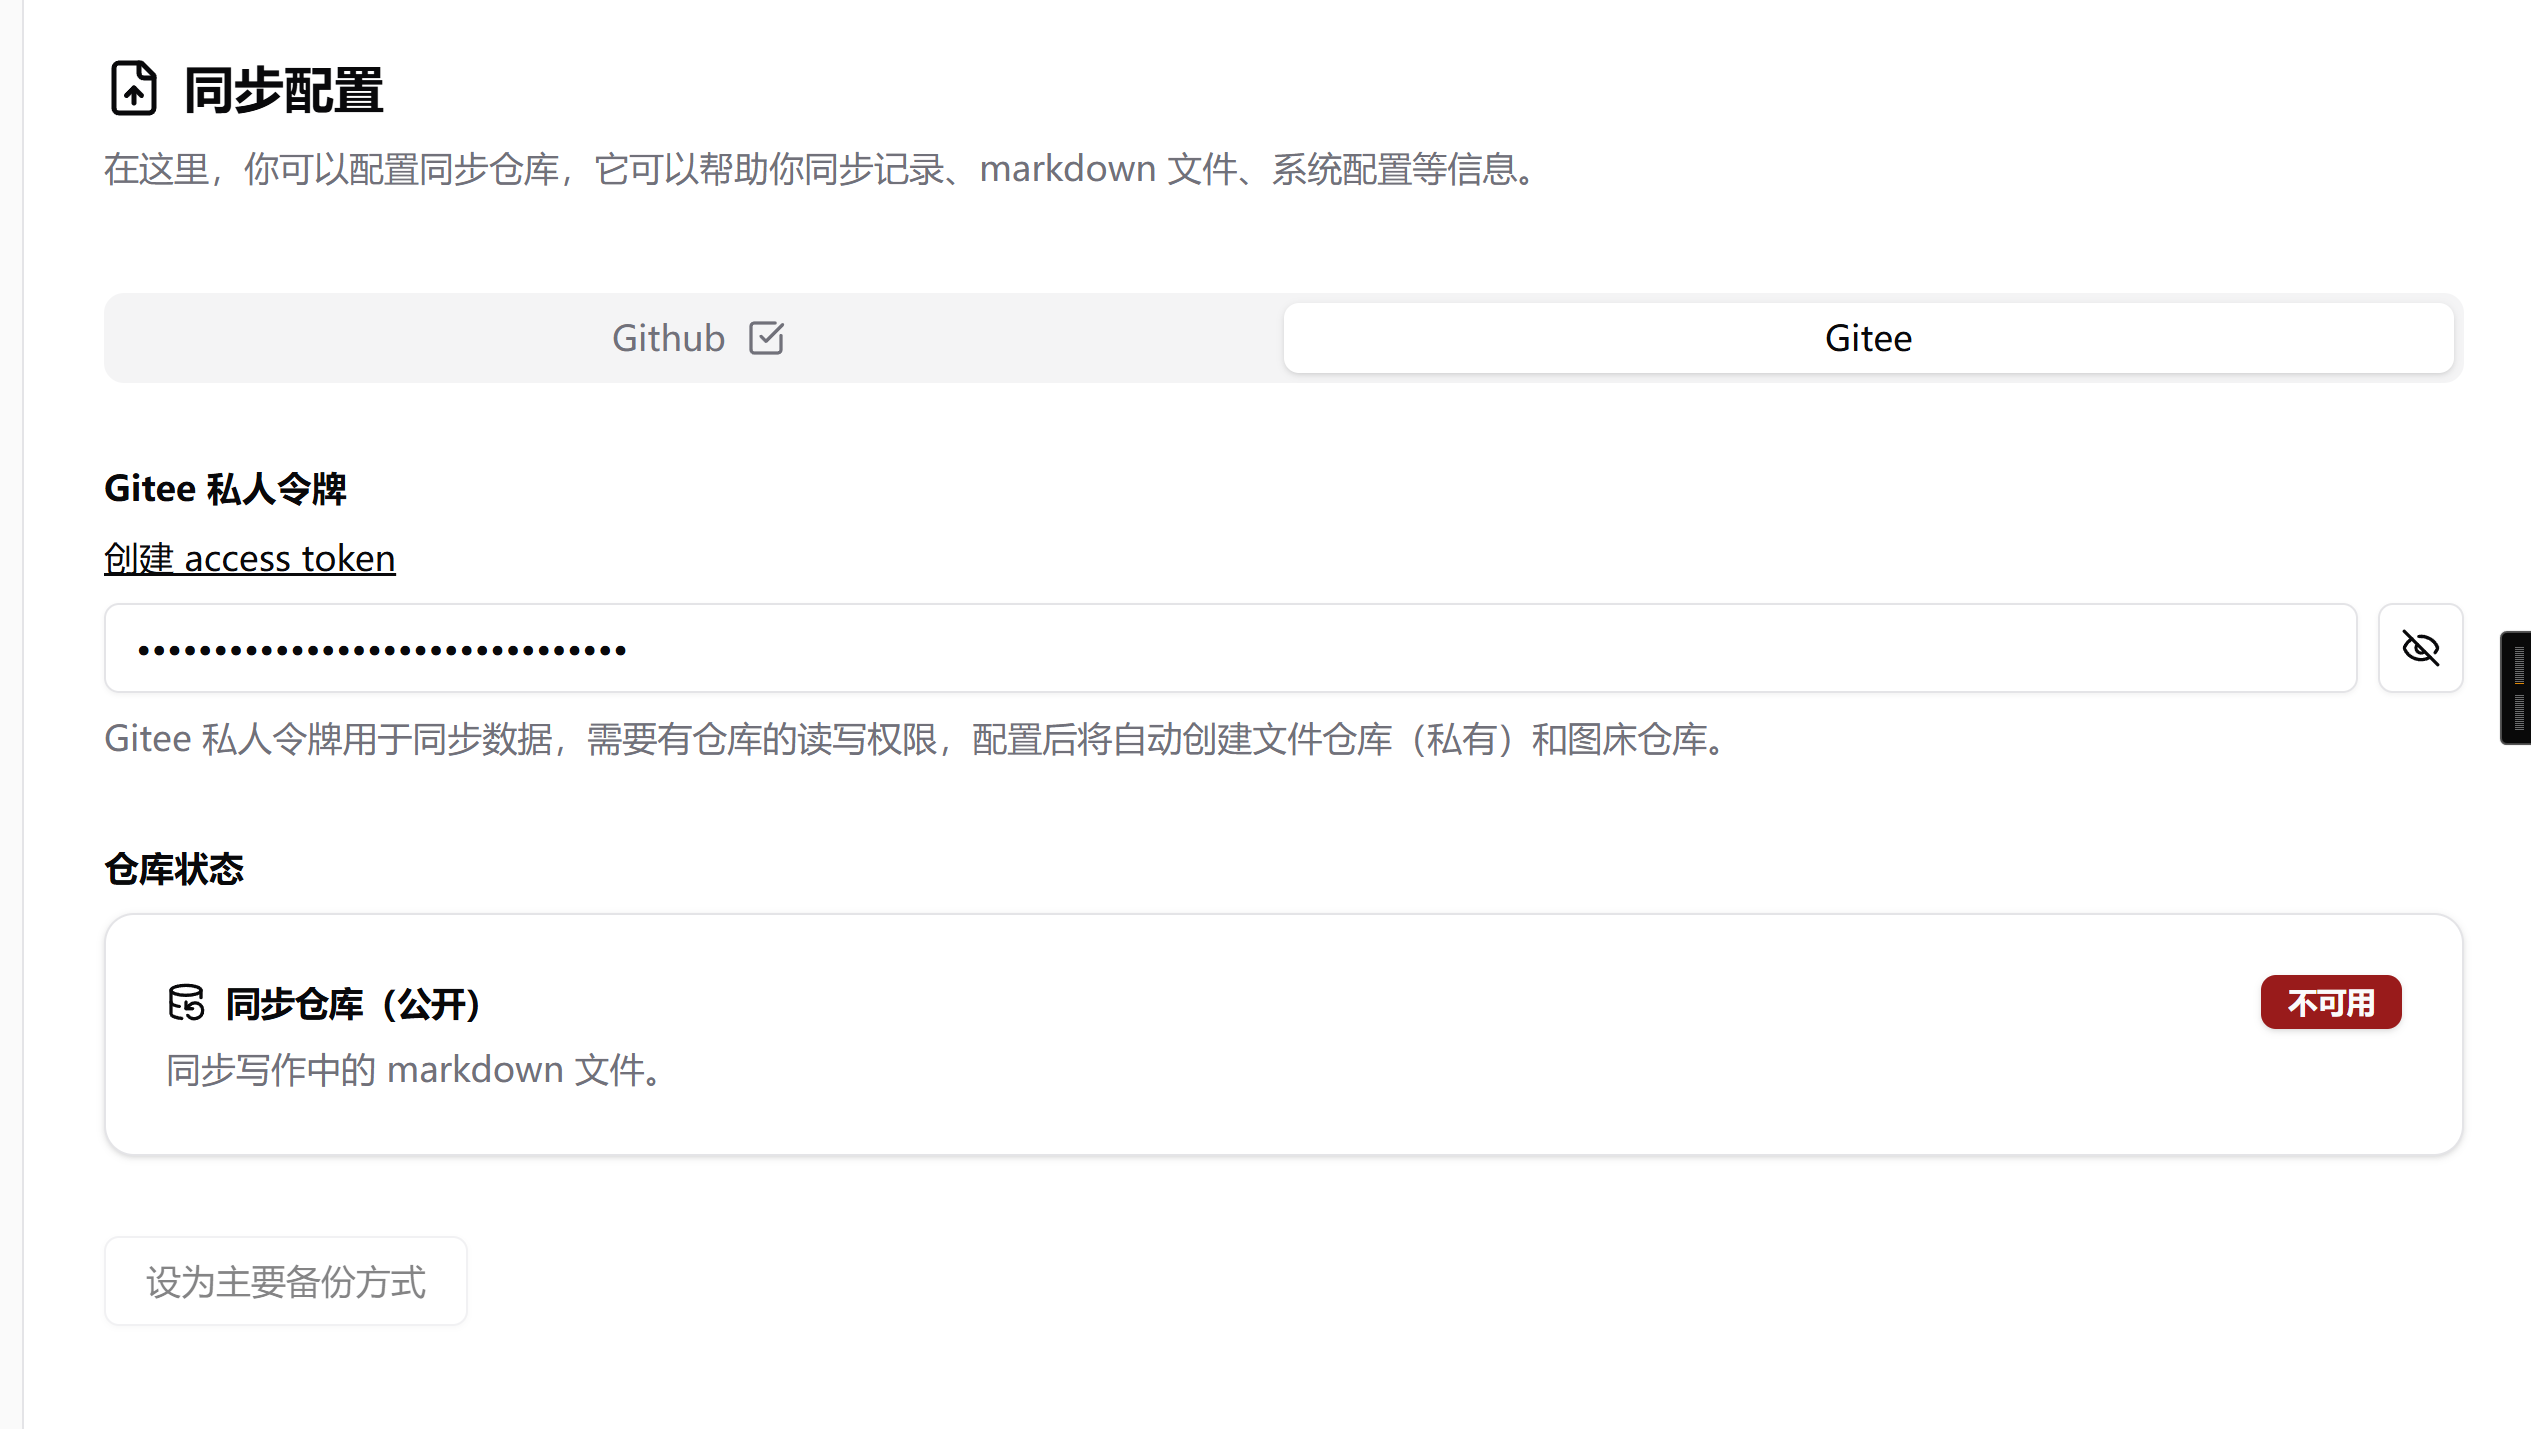 同步配置
在这里，你可以配置同步仓库，它可以帮助你同步记录、markdown 文件、系统配置等信息。
Github
Gitee
Gitee 私人令牌
创建 access token
••••••••••••••••••••••••••••••••
Gitee 私人令牌用于同步数据，需要有仓库的读写权限，配置后将自动创建文件仓库（私有）和图床仓库。
仓库状态
同步仓库（公开）
不可用
同步写作中的 markdown 文件。
设为主要备份方式